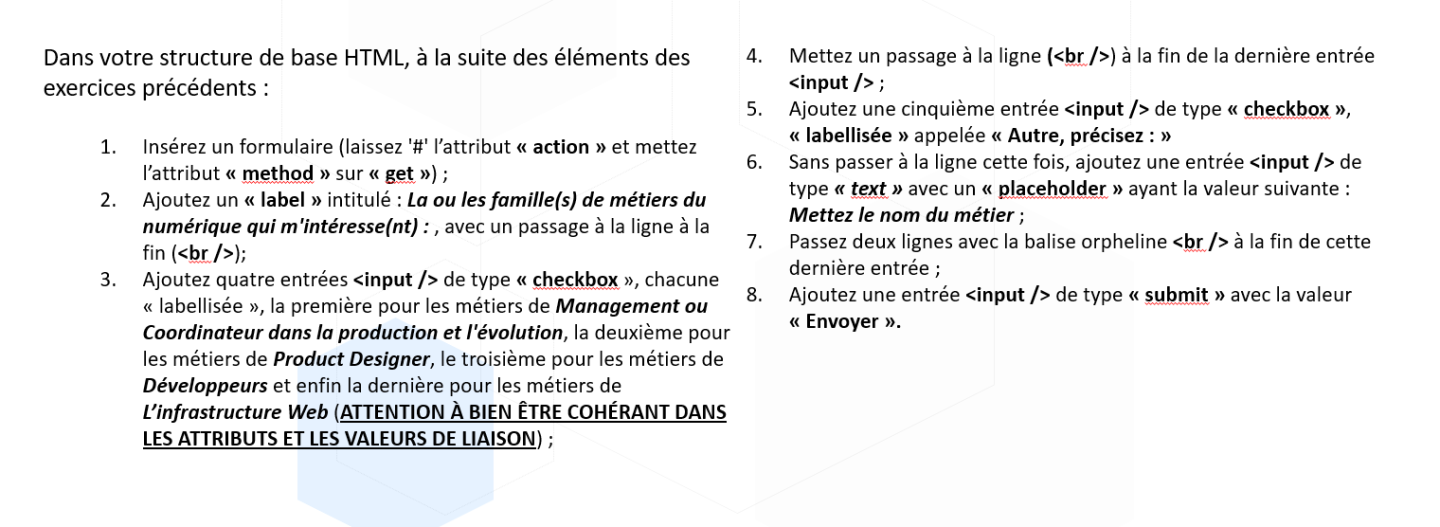 Dans votre structure de base HTML, à la suite des éléments des
exercices précédents :
1. Insérez un formulaire (laissez '#' l’attribut « action » et mettez
l’attribut « method » sur « get ») ;
2. Ajoutez un « label » intitulé : La ou les famille(s) de métiers du
numérique qui m'intéresse(nt) : , avec un passage à la ligne à la
fin (<br />);
3. Ajoutez quatre entrées <input /> de type « checkbox », chacune
« labellisée », la première pour les métiers de Management ou
Coordinateur dans la production et l'évolution, la deuxième pour
les métiers de Product Designer, le troisième pour les métiers de
Développeurs et enfin la dernière pour les métiers de
L’infrastructure Web (ATTENTION À BIEN ÊTRE COHÉRANT DANS
LES ATTRIBUTS ET LES VALEURS DE LIAISON) ;
4. Mettez un passage à la ligne (<br />) à la fin de la dernière entrée
<input /> ;
5. Ajoutez une cinquième entrée <input /> de type « checkbox »,
« labellisée » appelée « Autre, précisez : »
6. Sans passer à la ligne cette fois, ajoutez une entrée <input /> de
type « text » avec un « placeholder » ayant la valeur suivante :
Mettez le nom du métier ;
7. Passez deux lignes avec la balise orpheline <br /> à la fin de cette
dernière entrée ;
8. Ajoutez une entrée <input /> de type « submit » avec la valeur
« Envoyer ».